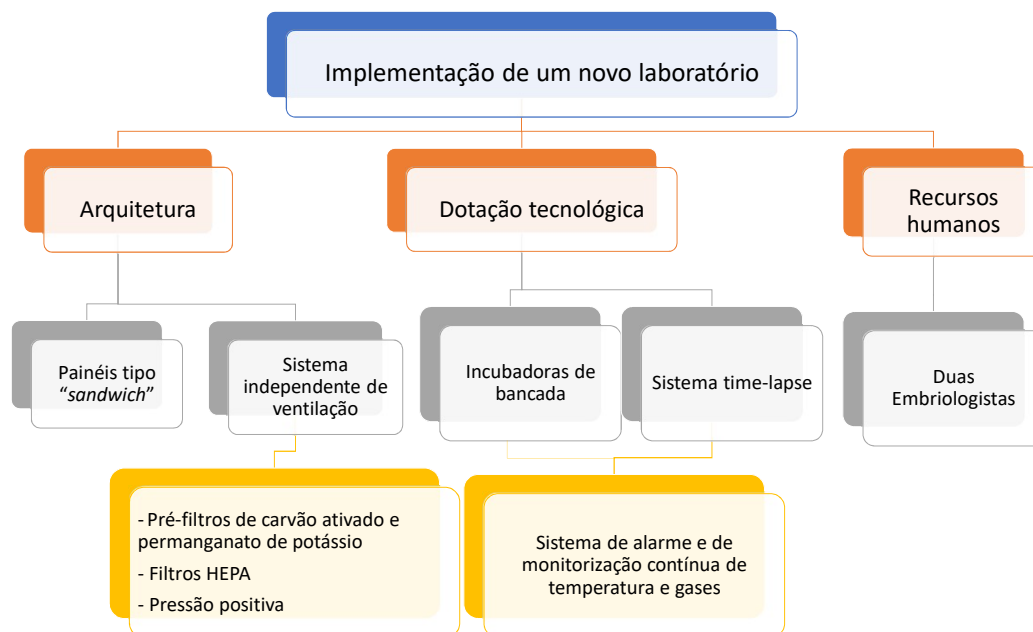 Implementação de um novo laboratório
Arquitetura
Dotação tecnológica
Recursos
humanos
Painéis tipo
“sandwich”
Sistema
independente de
ventilação
Incubadoras de
bancada
Sistema time-lapse
Duas
Embriologistas
- Pré-filtros de carvão ativado e
permanganato de potássio
- Filtros HEPA
- Pressão positiva
Sistema de alarme e de
monitorização contínua de
temperatura e gases